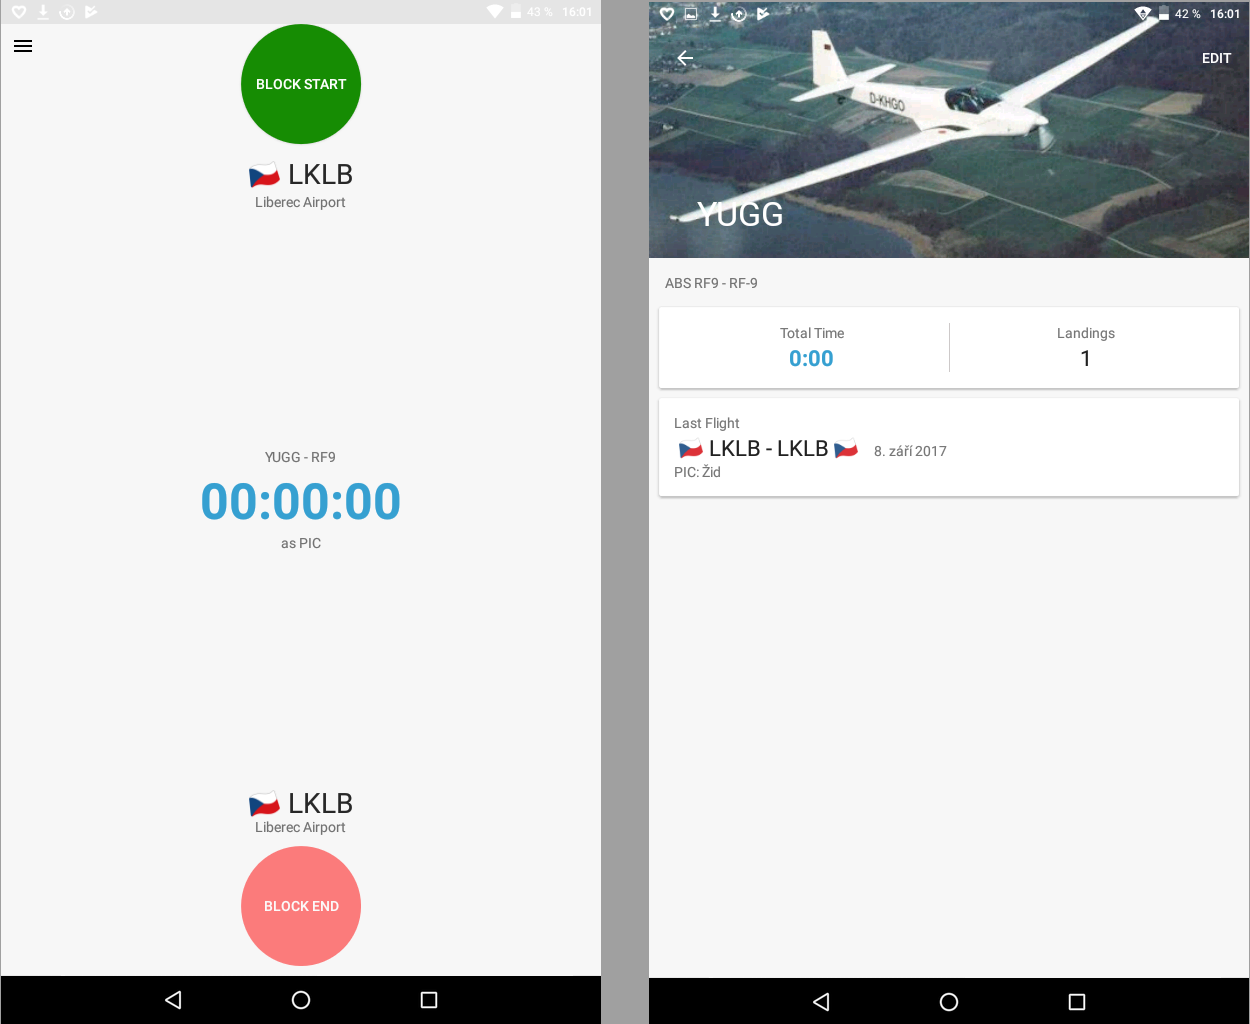 43 % 16:01
BLOCK START
LKLB
Liberec Airport
YUGG - RF9
00:00:00
as PIC
LKLB
Liberec Airport
BLOCK END
42 % 16:01
EDIT
D-KHGO
YUGG
ABS RF9 - RF-9
Total Time
0:00
Landings
1
Last Flight
LKLB - LKLB 8. září 2017
PIC: Žid